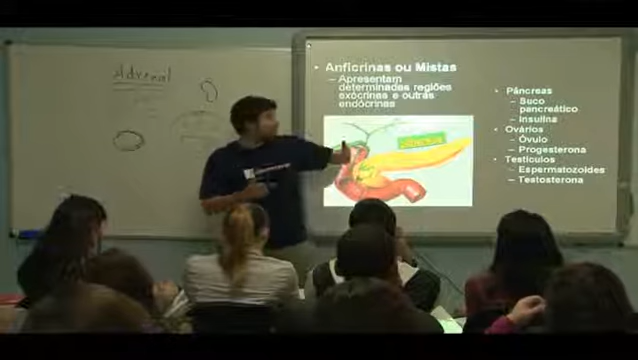 Adrenal
• Anficrinas ou Mistas
– Apresentam
determinadas regiões
exócrinas e outras
endócrinas
• Pâncreas
– Suco
pancreático
– Insulina
• Ovários
– Óvulo
– Progesterona
• Testículos
– Espermatozoides
– Testosterona